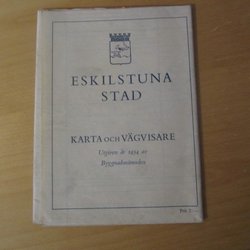 ESKILSTUNA
STAD
KARTA OCH VÄGVISARE
Utgiven år 1934 av
Byggnadsnämnden